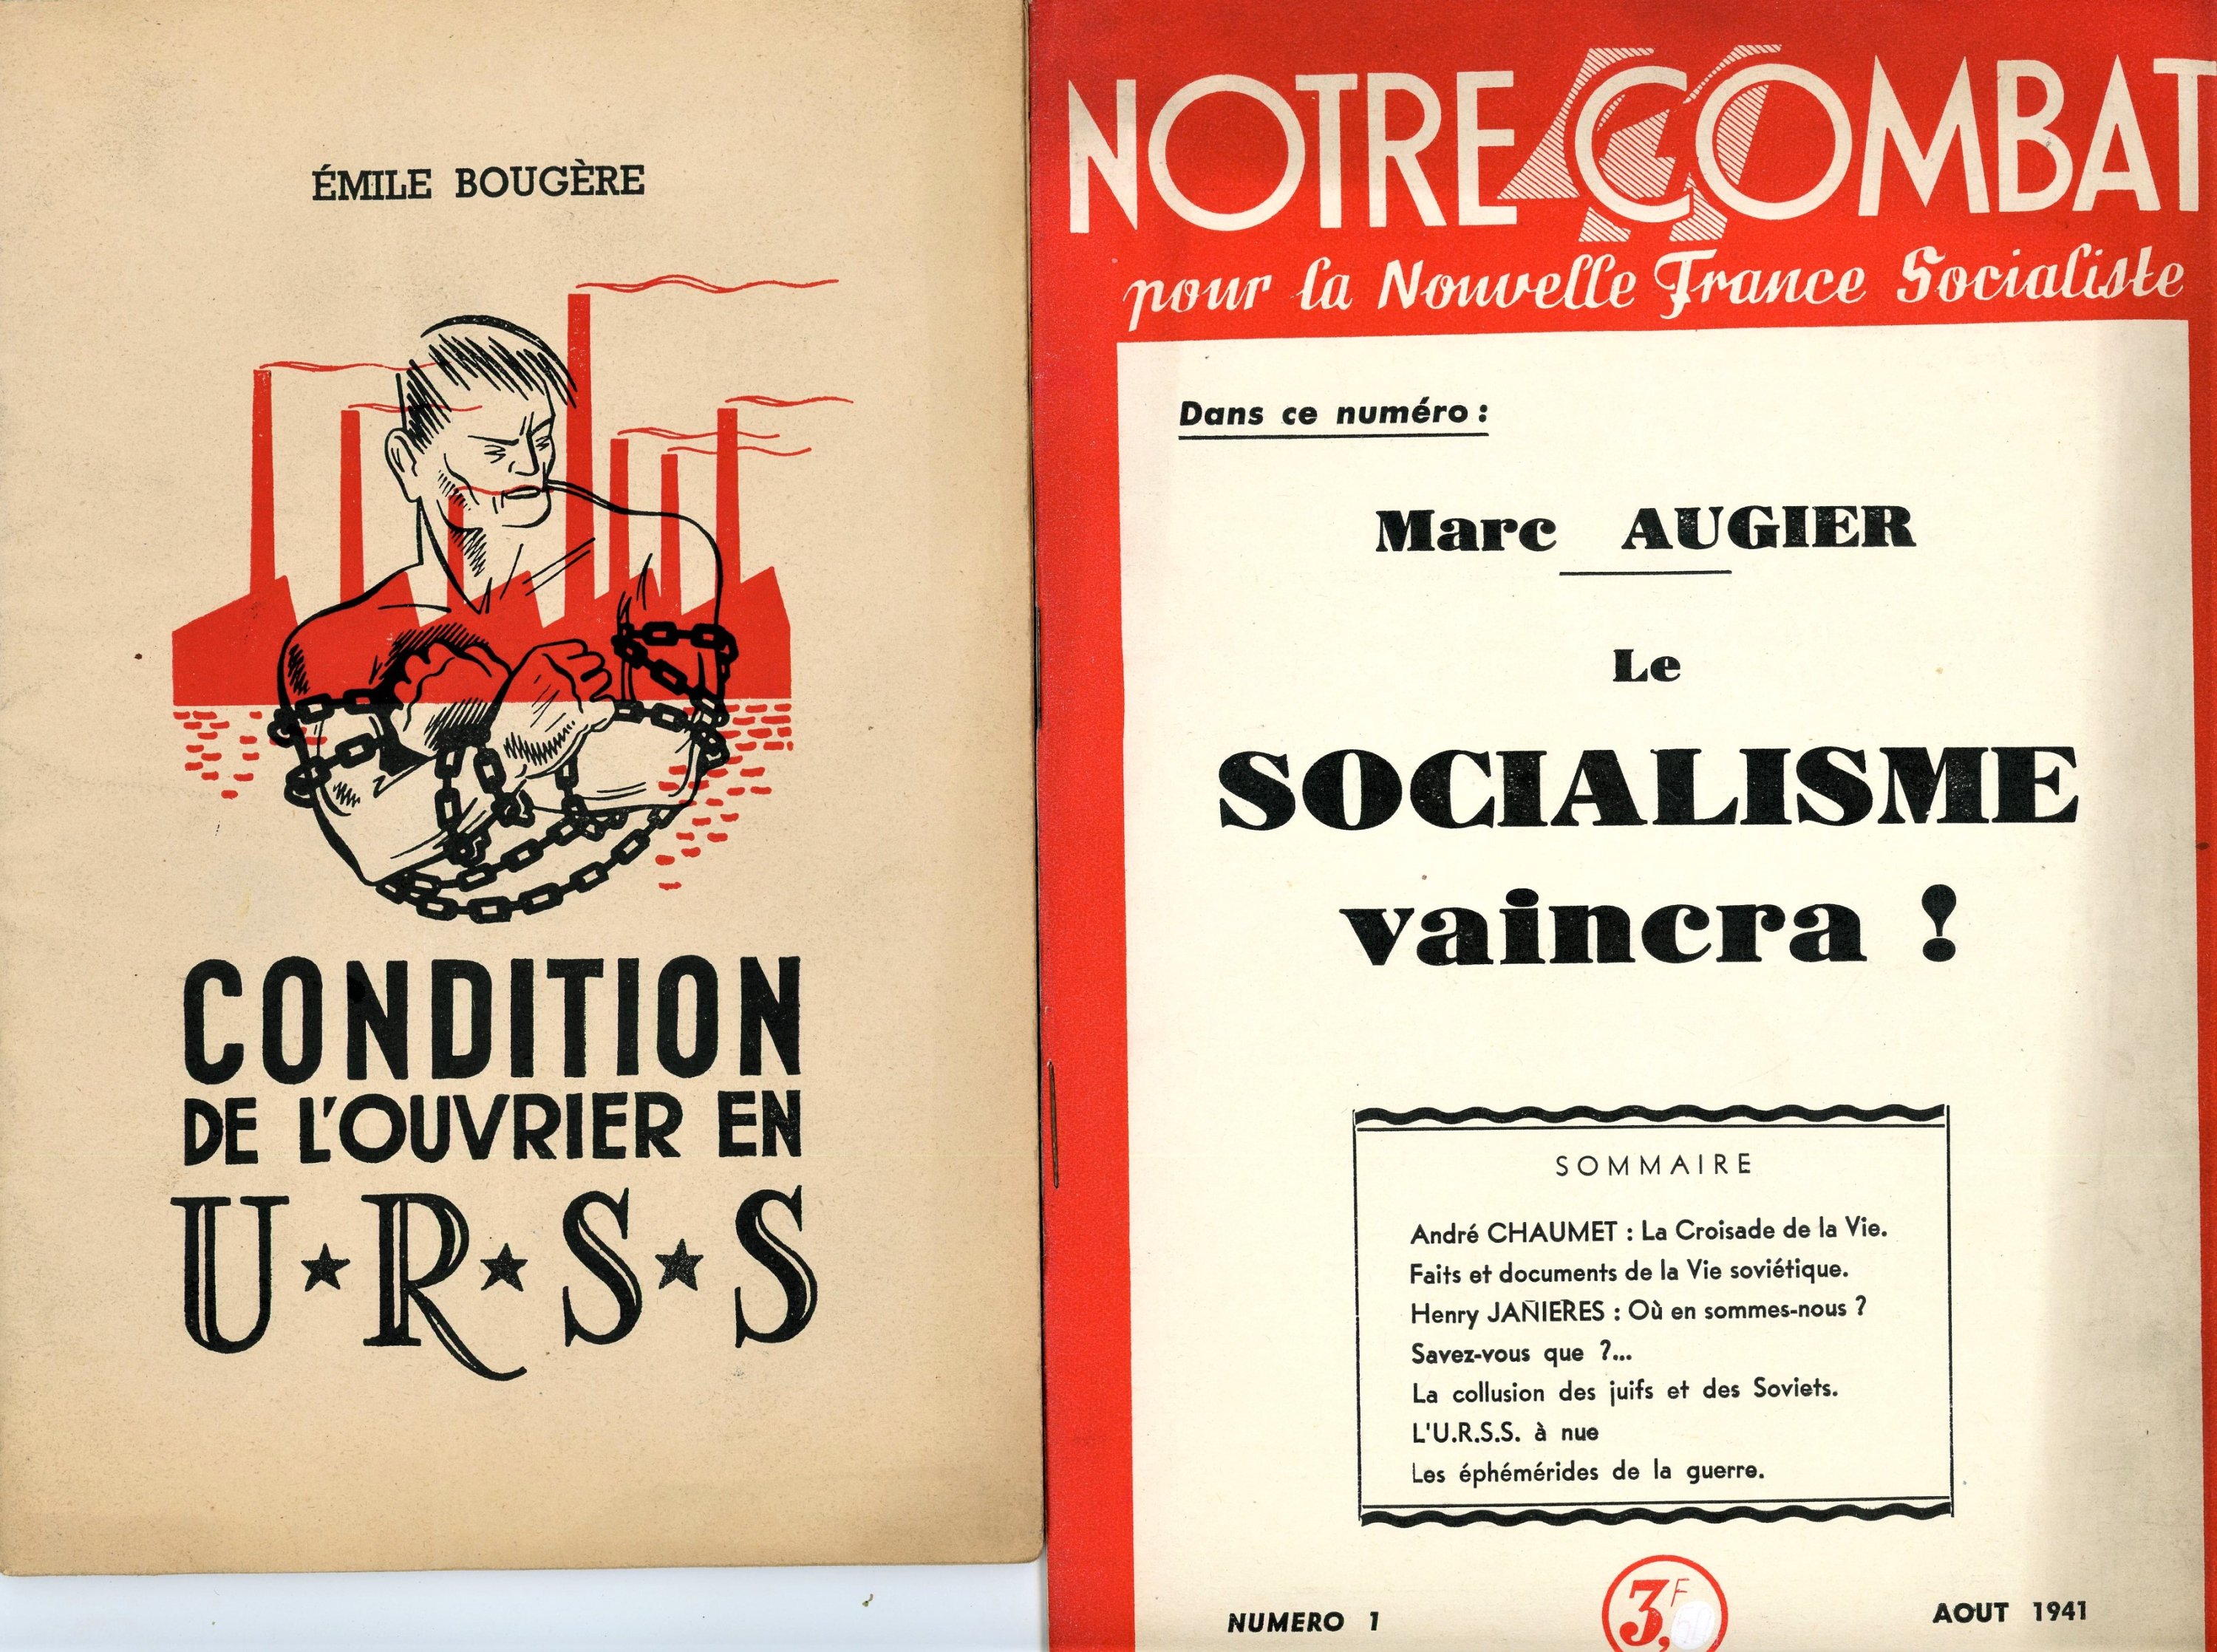 ÉMILE BOUGÈRE
CONDITION
DE L'OUVRIER EN
U★R★S★S
NOTRE COMBAT
pour la Nouvelle France Socialiste
Dans ce numéro :
Marc AUGIER
Le
SOCIALISME
vaincra !
SOMMAIRE
André CHAUMET : La Croisade de la Vie.
Faits et documents de la Vie soviétique.
Henry JAÑIERES : Où en sommes-nous ?
Savez-vous que ?...
La collusion des juifs et des Soviets.
L'U.R.S.S. à nue
Les éphémérides de la guerre.
NUMERO 1
3,F
AOUT 1941